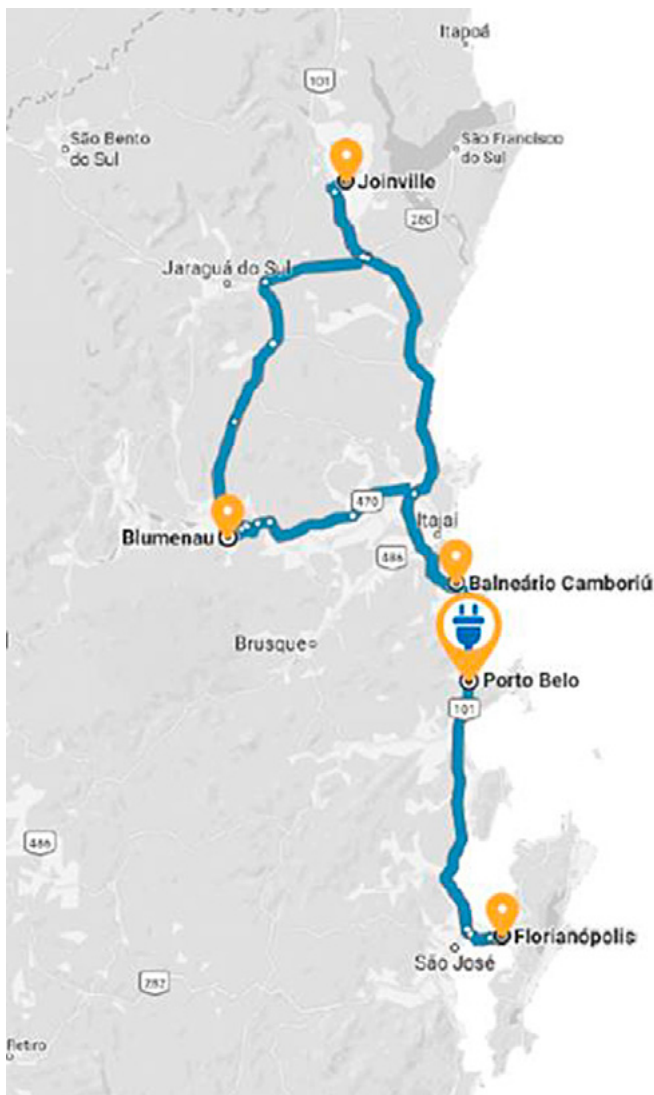 Itapoá
101
São Bento
do Sul
São Francisco
do Sul
Joinville
280
Jaraguá do Sul
470
Itajaí
Blumenau
486
Balneário Camboriú
Brusque
Porto Belo
101
486
Florianópolis
São José
282
Retiro